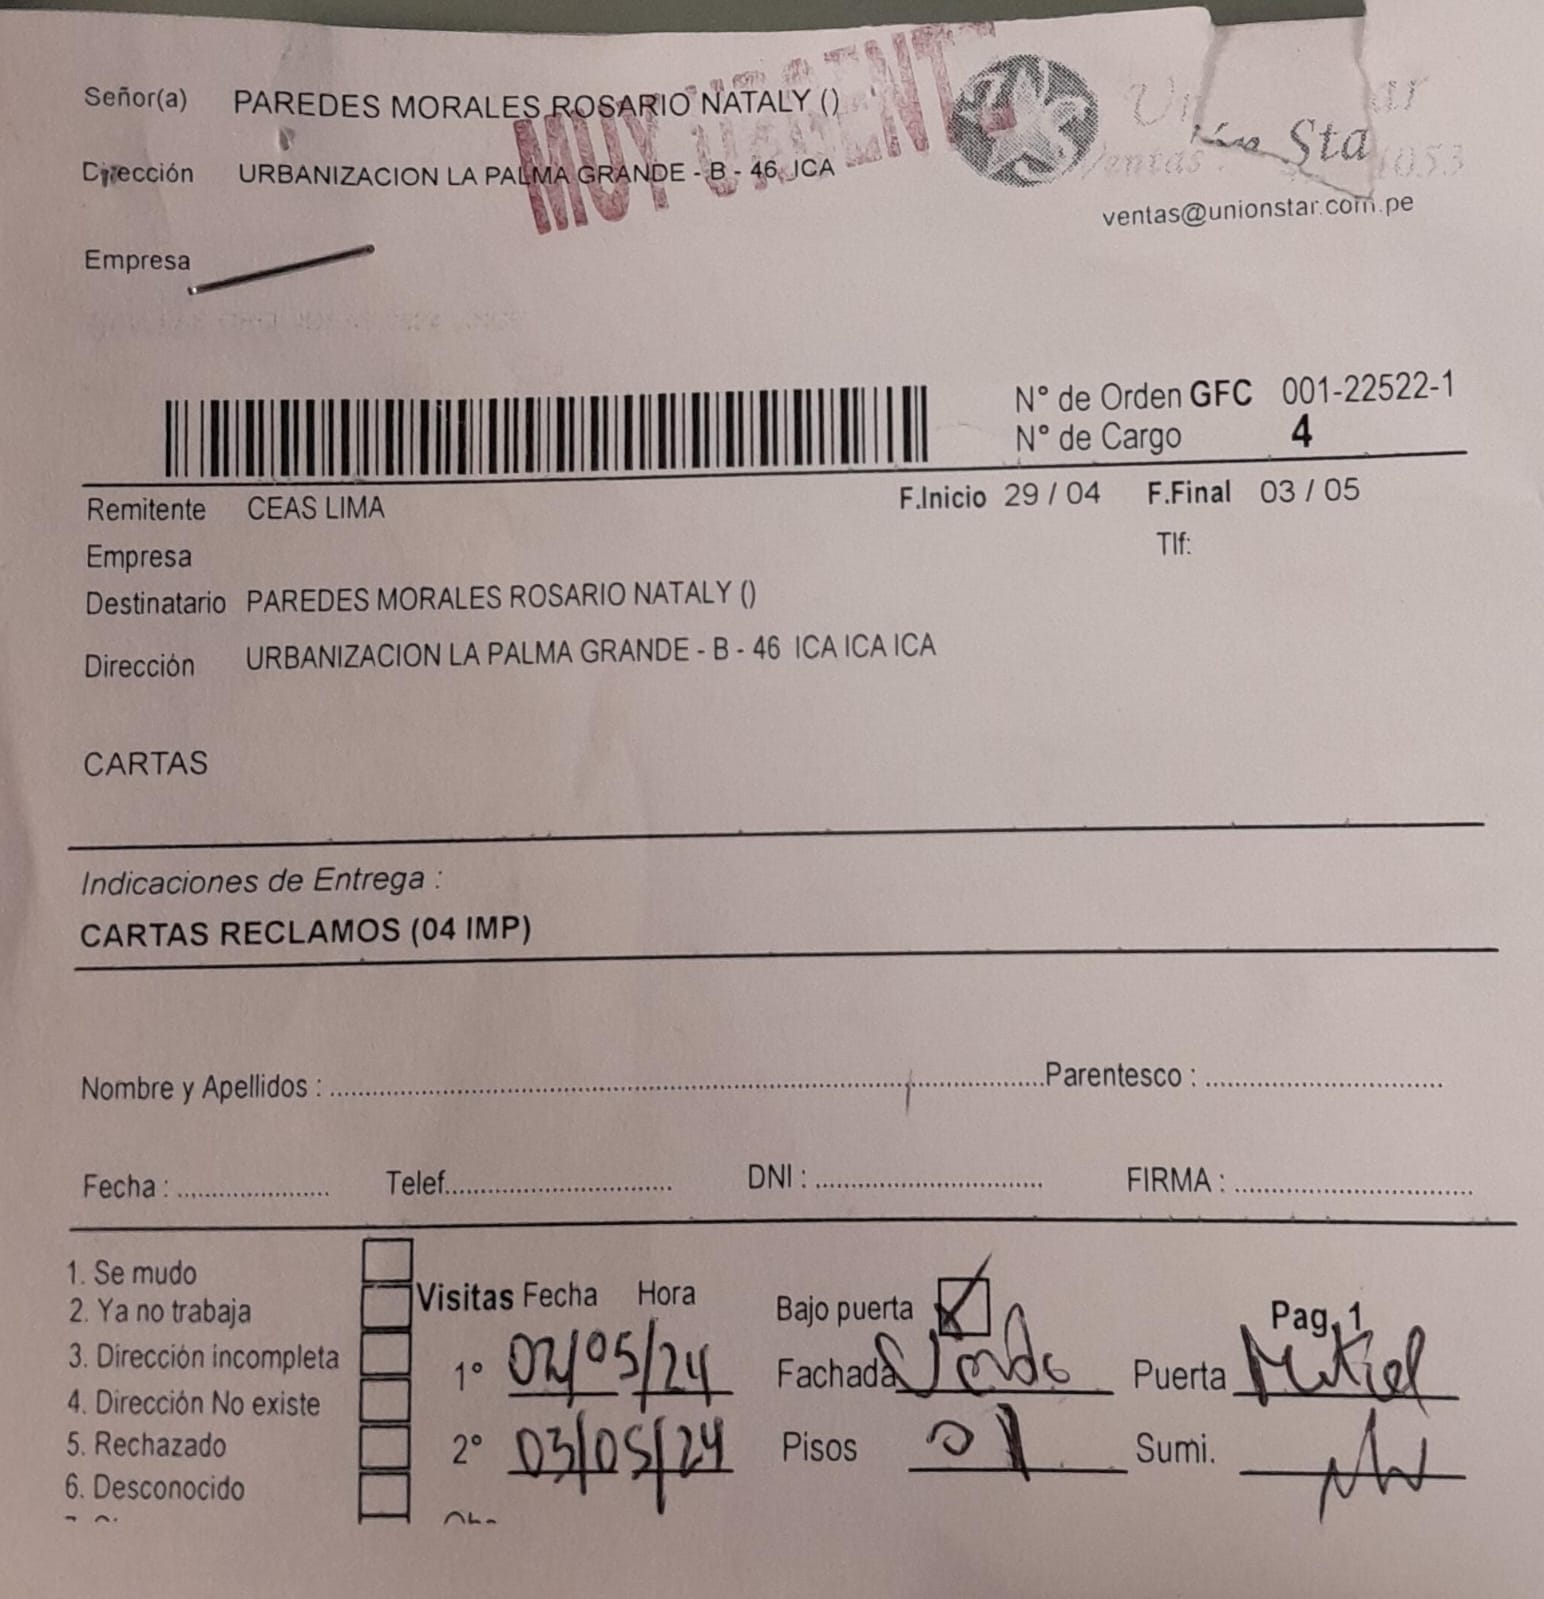 Señor(a) PAREDES MORALES ROSARIO NATALY ()
MUY URGENTE
Dirección URBANIZACION LA PALMA GRANDE - B - 46 ICA
Sta
ventas@unionstar.com.pe
Empresa
N° de Orden GFC 001-22522-1
N° de Cargo 4
Remitente CEAS LIMA F.Inicio 29 / 04 F.Final 03 / 05
Empresa Tlf:
Destinatario PAREDES MORALES ROSARIO NATALY ()
Dirección URBANIZACION LA PALMA GRANDE - B - 46 ICA ICA ICA
CARTAS
Indicaciones de Entrega :
CARTAS RECLAMOS (04 IMP)
Nombre y Apellidos : Parentesco :
Fecha : Telef. DNI : FIRMA :
1. Se mudo
2. Ya no trabaja
3. Dirección incompleta
4. Dirección No existe
5. Rechazado
6. Desconocido
Visitas Fecha Hora
1° 02/05/24
2° 03/05/24
Bajo puerta
Pag. 1
Fachada Puerta
Pisos 01 Sumi.